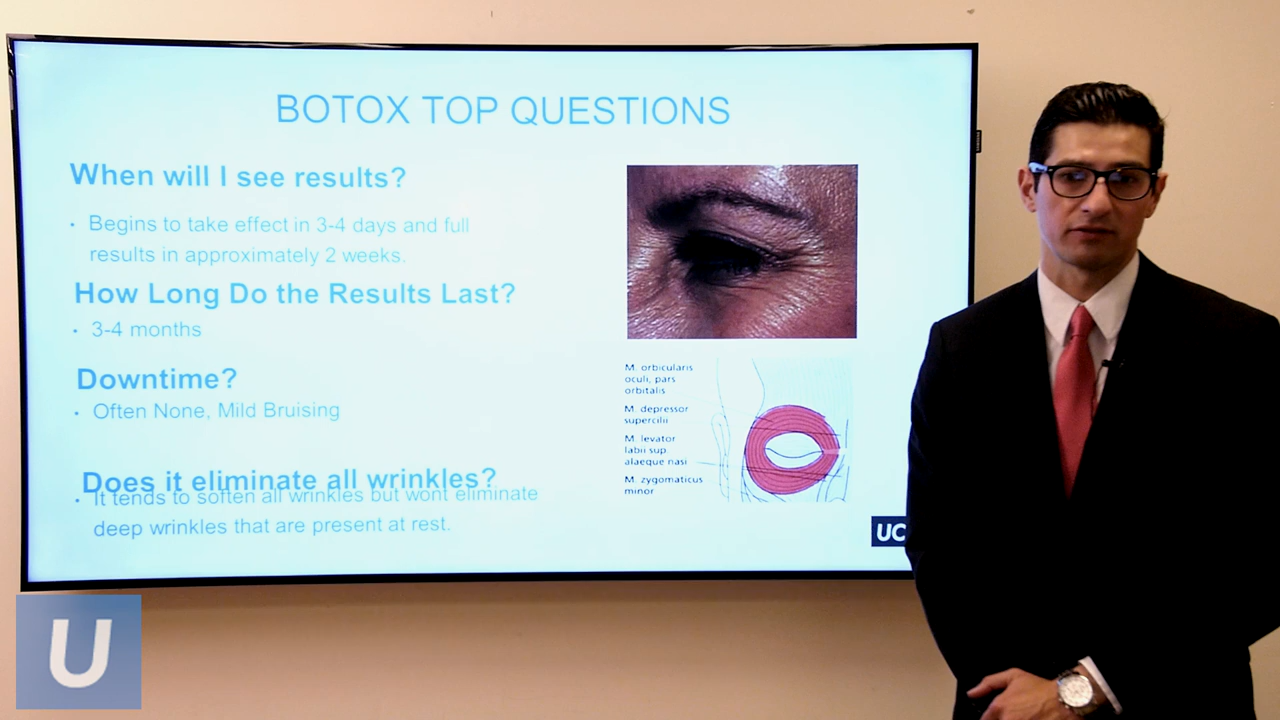 BOTOX TOP QUESTIONS
When will I see results?
• Begins to take effect in 3-4 days and full
results in approximately 2 weeks.
How Long Do the Results Last?
• 3-4 months
Downtime?
• Often None, Mild Bruising
Does it eliminate all wrinkles?
• It tends to soften all wrinkles but wont eliminate
deep wrinkles that are present at rest.
M. orbicularis
oculi, pars
orbitalis
M. depressor
supercilii
M. levator
labii sup.
alaeque nasi
M. zygomaticus
minor
UC
U